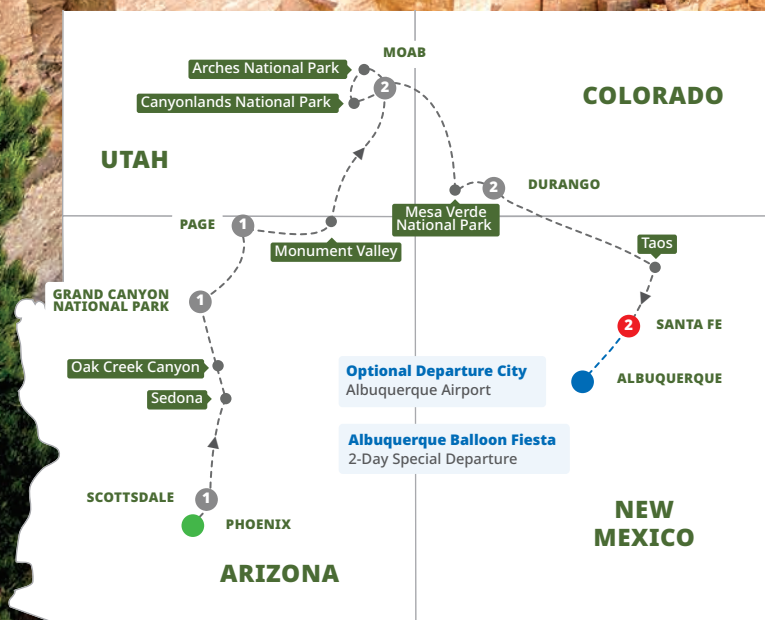 MOAB
Arches National Park
2
Canyonlands National Park
COLORADO
UTAH
2
DURANGO
Mesa Verde
National Park
PAGE
1
Monument Valley
Taos
GRAND CANYON
NATIONAL PARK
1
2
SANTA FE
Oak Creek Canyon
Optional Departure City
Albuquerque Airport
ALBUQUERQUE
Sedona
Albuquerque Balloon Fiesta
2-Day Special Departure
SCOTTSDALE
1
PHOENIX
NEW
MEXICO
ARIZONA